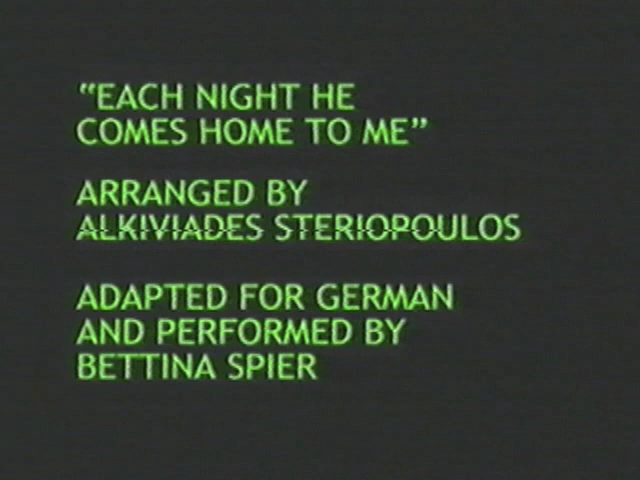 “EACH NIGHT HE
COMES HOME TO ME”
ARRANGED BY
ALKIVIADES STERIOPOULOS
ADAPTED FOR GERMAN
AND PERFORMED BY
BETTINA SPIER